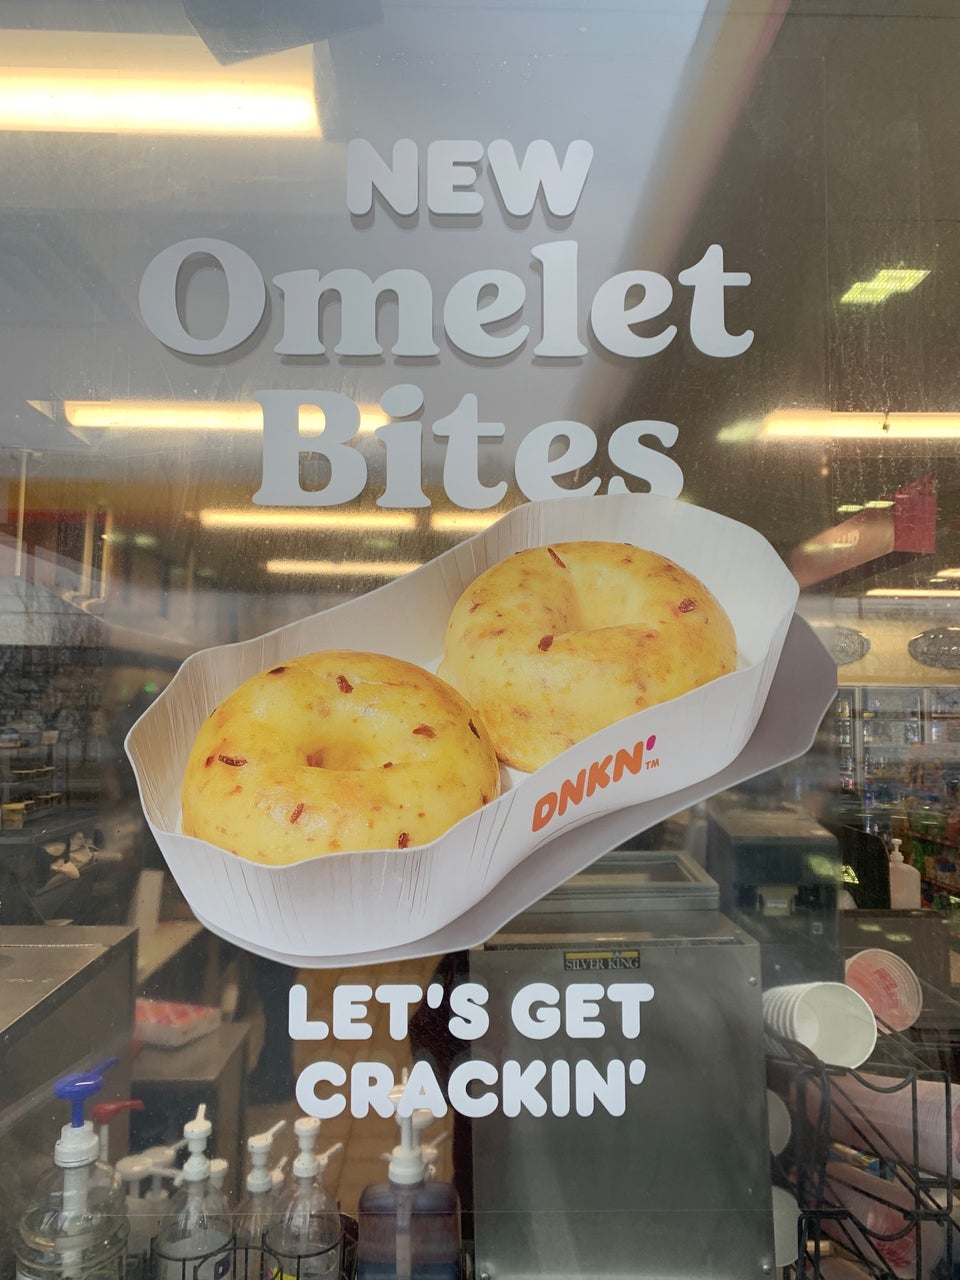 NEW
Omelet
Bites
DNKN'™
SILVER KING
LET'S GET
CRACKIN'